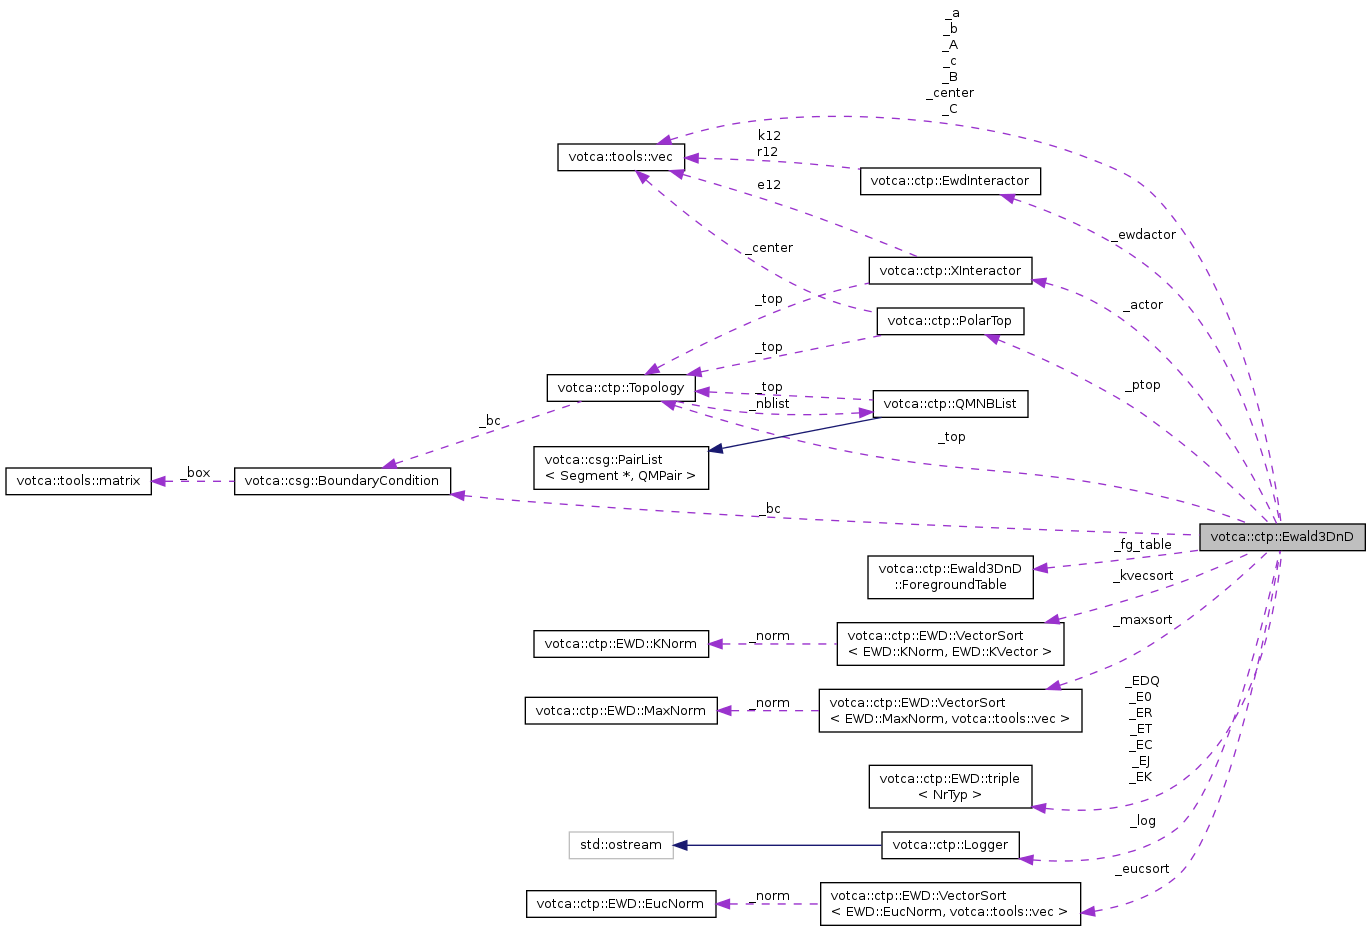 _a
_b
_A
_c
_B
_center
_C
k12
r12
votca::tools::vec
votca::ctp::EwdInteractor
e12
_ewdactor
_center
votca::ctp::XInteractor
_top
_actor
votca::ctp::PolarTop
_top
votca::ctp::Topology
_top
_nblist
votca::ctp::QMNBList
_ptop
_bc
_top
votca::csg::PairList
< Segment *, QMPair >
votca::tools::matrix
_box
votca::csg::BoundaryCondition
_bc
votca::ctp::Ewald3DnD
_fg_table
votca::ctp::Ewald3DnD
::ForegroundTable
_kvecsort
votca::ctp::EWD::KNorm
_norm
votca::ctp::EWD::VectorSort
< EWD::KNorm, EWD::KVector >
_maxsort
votca::ctp::EWD::MaxNorm
_norm
votca::ctp::EWD::VectorSort
< EWD::MaxNorm, votca::tools::vec >
_EDQ
_E0
_ER
_ET
_EC
_EJ
_EK
votca::ctp::EWD::triple
< NrTyp >
_log
std::ostream
votca::ctp::Logger
_eucsort
votca::ctp::EWD::EucNorm
_norm
votca::ctp::EWD::VectorSort
< EWD::EucNorm, votca::tools::vec >